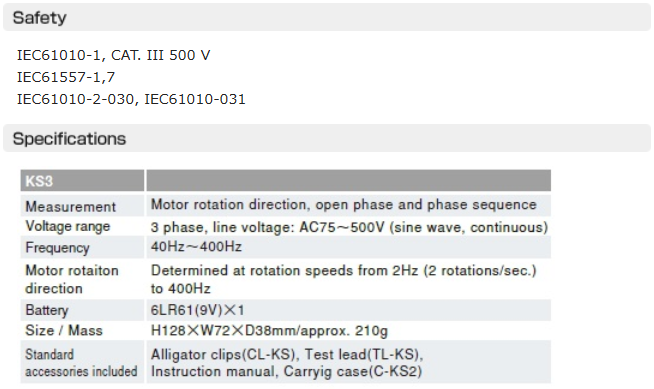 Safety
IEC61010-1, CAT. III 500 V
IEC61557-1,7
IEC61010-2-030, IEC61010-031
Specifications
KS3
Measurement Motor rotation direction, open phase and phase sequence
Voltage range 3 phase, line voltage: AC75～500V (sine wave, continuous)
Frequency 40Hz～400Hz
Motor rotaiton Determined at rotation speeds from 2Hz (2 rotations/sec.)
direction to 400Hz
Battery 6LR61(9V)×1
Size / Mass H128×W72×D38mm/approx. 210g
Standard Alligator clips(CL-KS), Test lead(TL-KS),
accessories included Instruction manual, Carryig case(C-KS2)